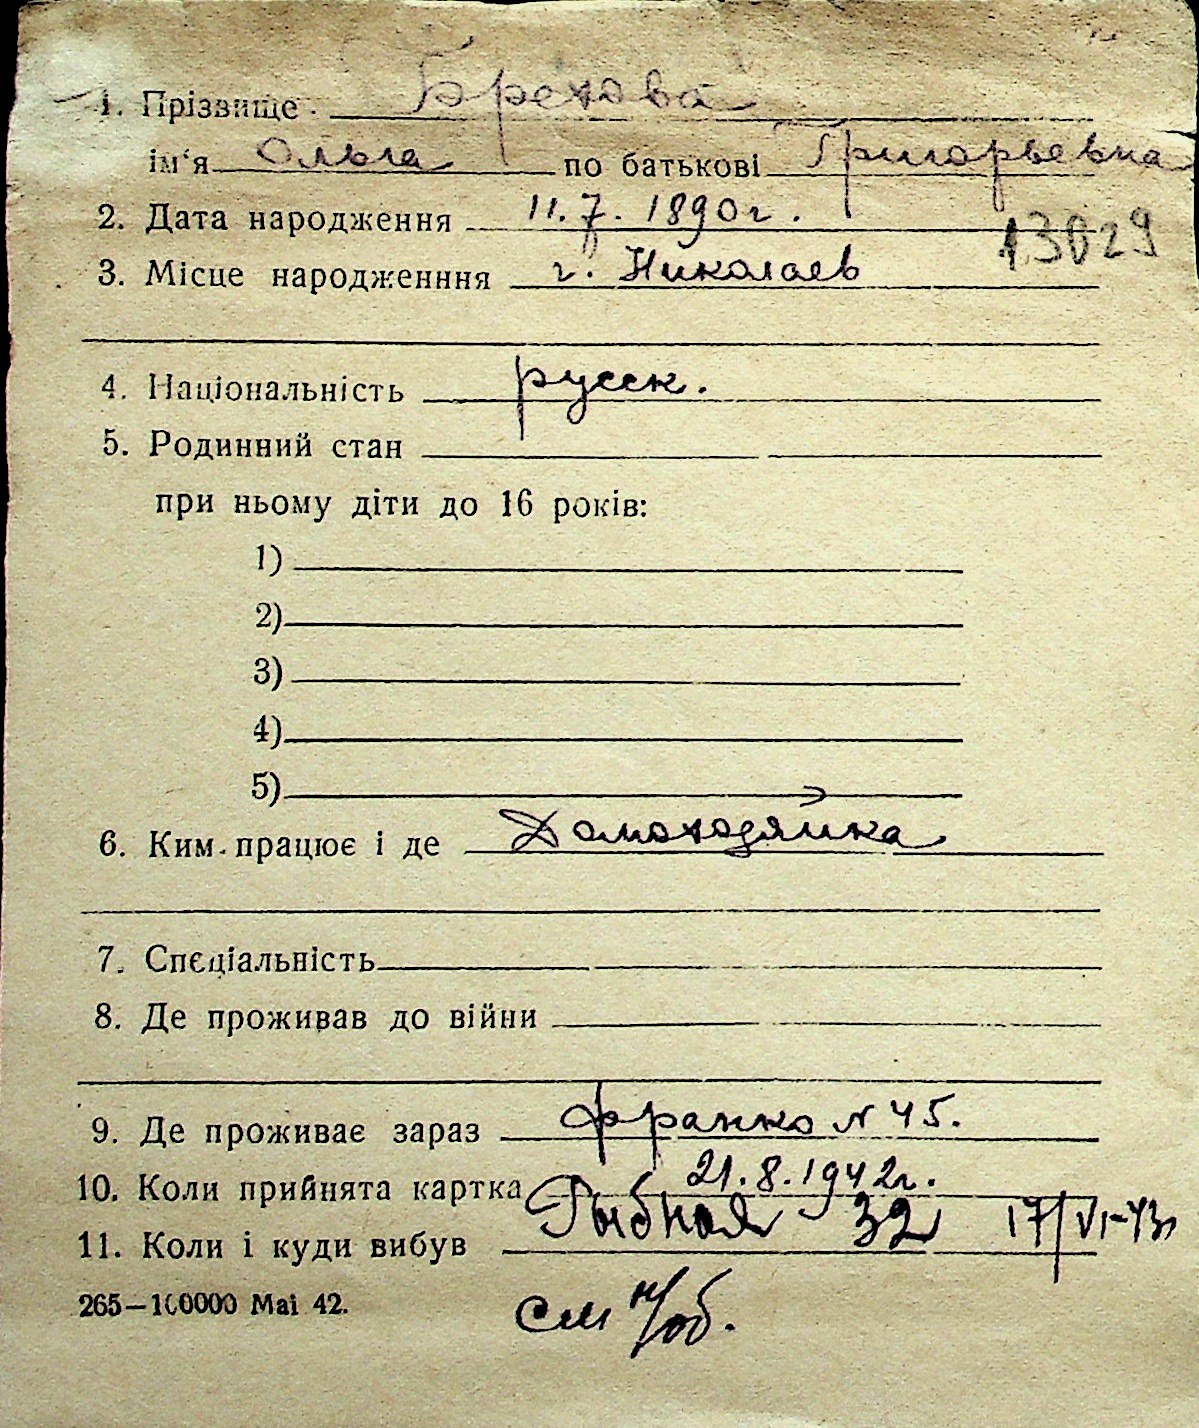 1. Прізвище Брехова
ім'я Ольга по батькові Григорьевна
2. Дата народження 11.7.1890г.
13029
3. Місце народженння г. Николаев
4. Національність русск.
5. Родинний стан
при ньому діти до 16 років:
1)
2)
3)
4)
5)
6. Ким працює і де Домохозяйка
7. Спеціальність
8. Де проживав до війни
9. Де проживає зараз Франко N 45.
10. Коли прийнята картка 21.8.1942г.
11. Коли і куди вибув Рыбная 32 17/VI-43
265—100000 Mai 42.
см н/об.